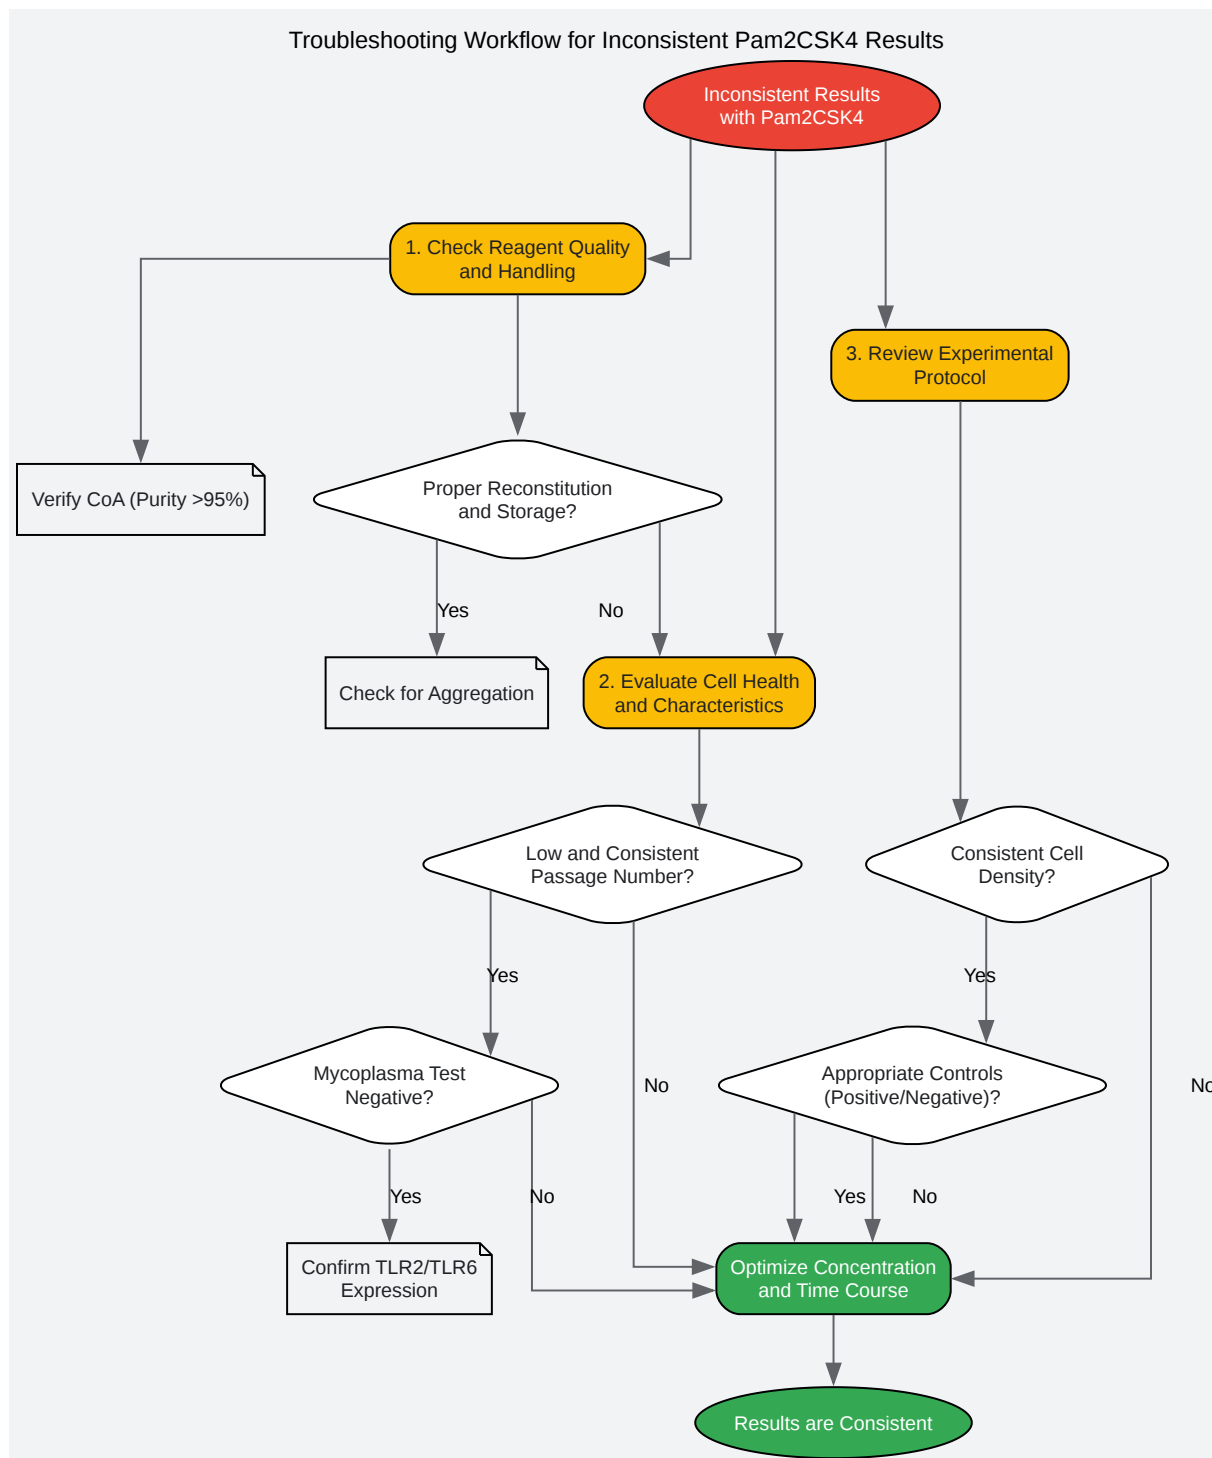 Troubleshooting Workflow for Inconsistent Pam2CSK4 Results
Inconsistent Results
with Pam2CSK4
1. Check Reagent Quality
and Handling
3. Review Experimental
Protocol
Verify CoA (Purity >95%)
Proper Reconstitution
and Storage?
Yes
No
Check for Aggregation
2. Evaluate Cell Health
and Characteristics
Low and Consistent
Passage Number?
Consistent Cell
Density?
Yes
Yes
Mycoplasma Test
Negative?
No
Appropriate Controls
(Positive/Negative)?
No
Yes
No
Yes
No
Confirm TLR2/TLR6
Expression
Optimize Concentration
and Time Course
Results are Consistent